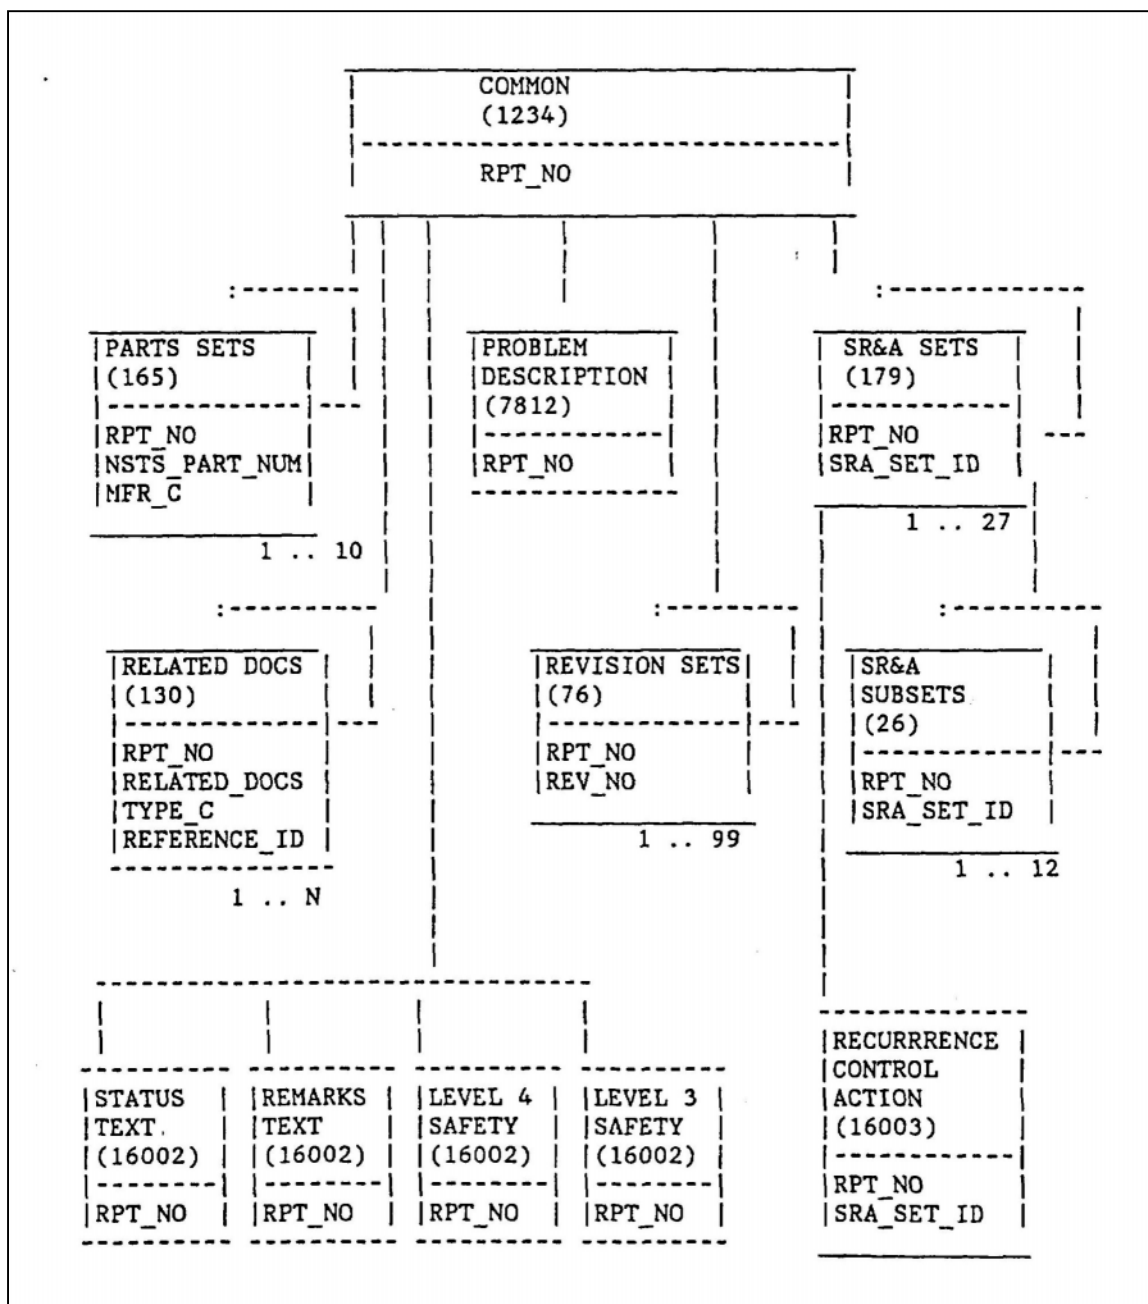 COMMON
(1234)
RPT_NO
PARTS SETS
(165)
RPT_NO
NSTS_PART_NUM
MFR_C
1 .. 10
PROBLEM
DESCRIPTION
(7812)
RPT_NO
SR&A SETS
(179)
RPT_NO
SRA_SET_ID
1 .. 27
RELATED DOCS
(130)
RPT_NO
RELATED_DOCS
TYPE_C
REFERENCE_ID
1 .. N
REVISION SETS
(76)
RPT_NO
REV_NO
1 .. 99
SR&A
SUBSETS
(26)
RPT_NO
SRA_SET_ID
1 .. 12
STATUS
TEXT.
(16002)
RPT_NO
REMARKS
TEXT
(16002)
RPT_NO
LEVEL 4
SAFETY
(16002)
RPT_NO
LEVEL 3
SAFETY
(16002)
RPT_NO
RECURRRENCE
CONTROL
ACTION
(16003)
RPT_NO
SRA_SET_ID